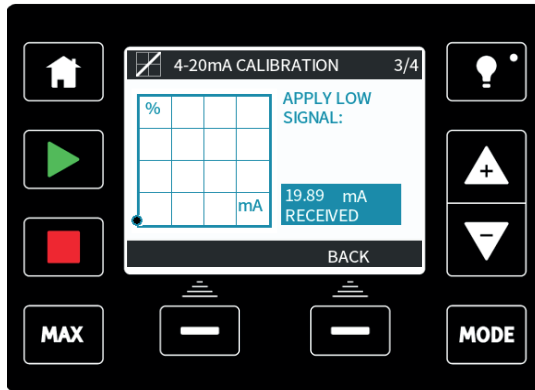 4-20mA CALIBRATION 3/4
%
mA
APPLY LOW
SIGNAL:
19.89 mA
RECEIVED
BACK
+
−
MAX
MODE